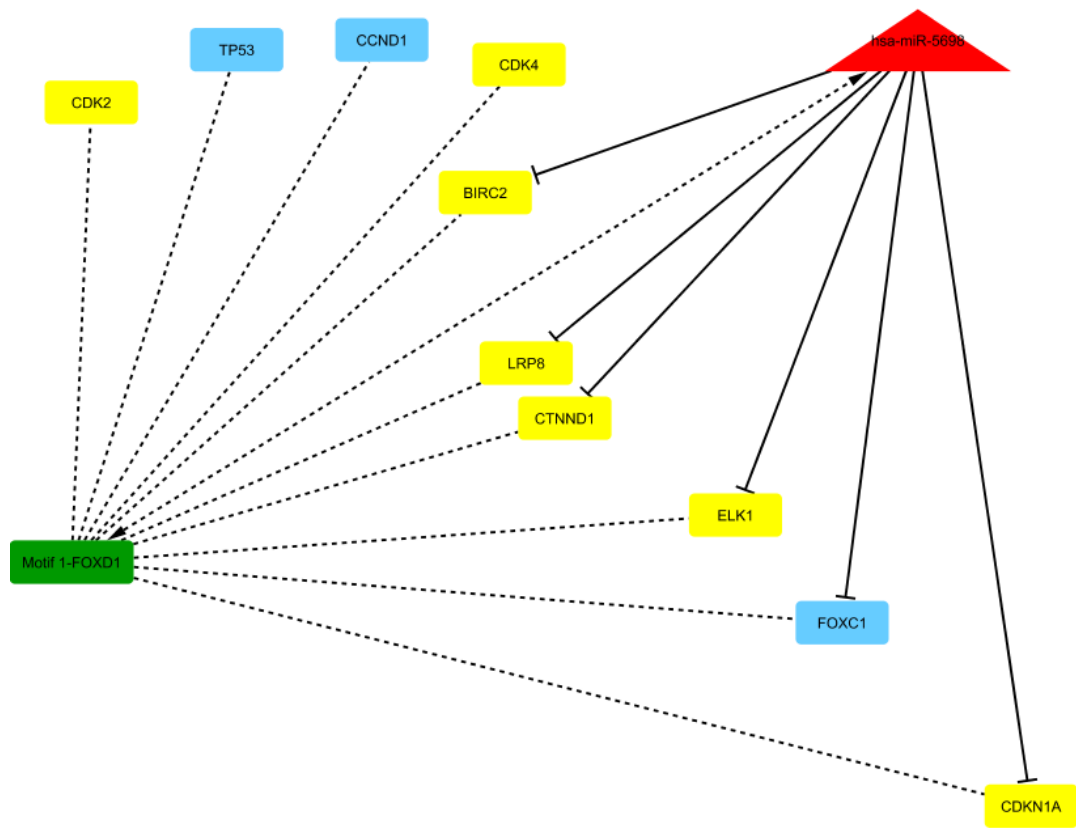 CCND1
TP53
hsa-miR-5698
CDK4
CDK2
BIRC2
LRP8
CTNND1
ELK1
Motif 1-FOXD1
FOXC1
CDKN1A